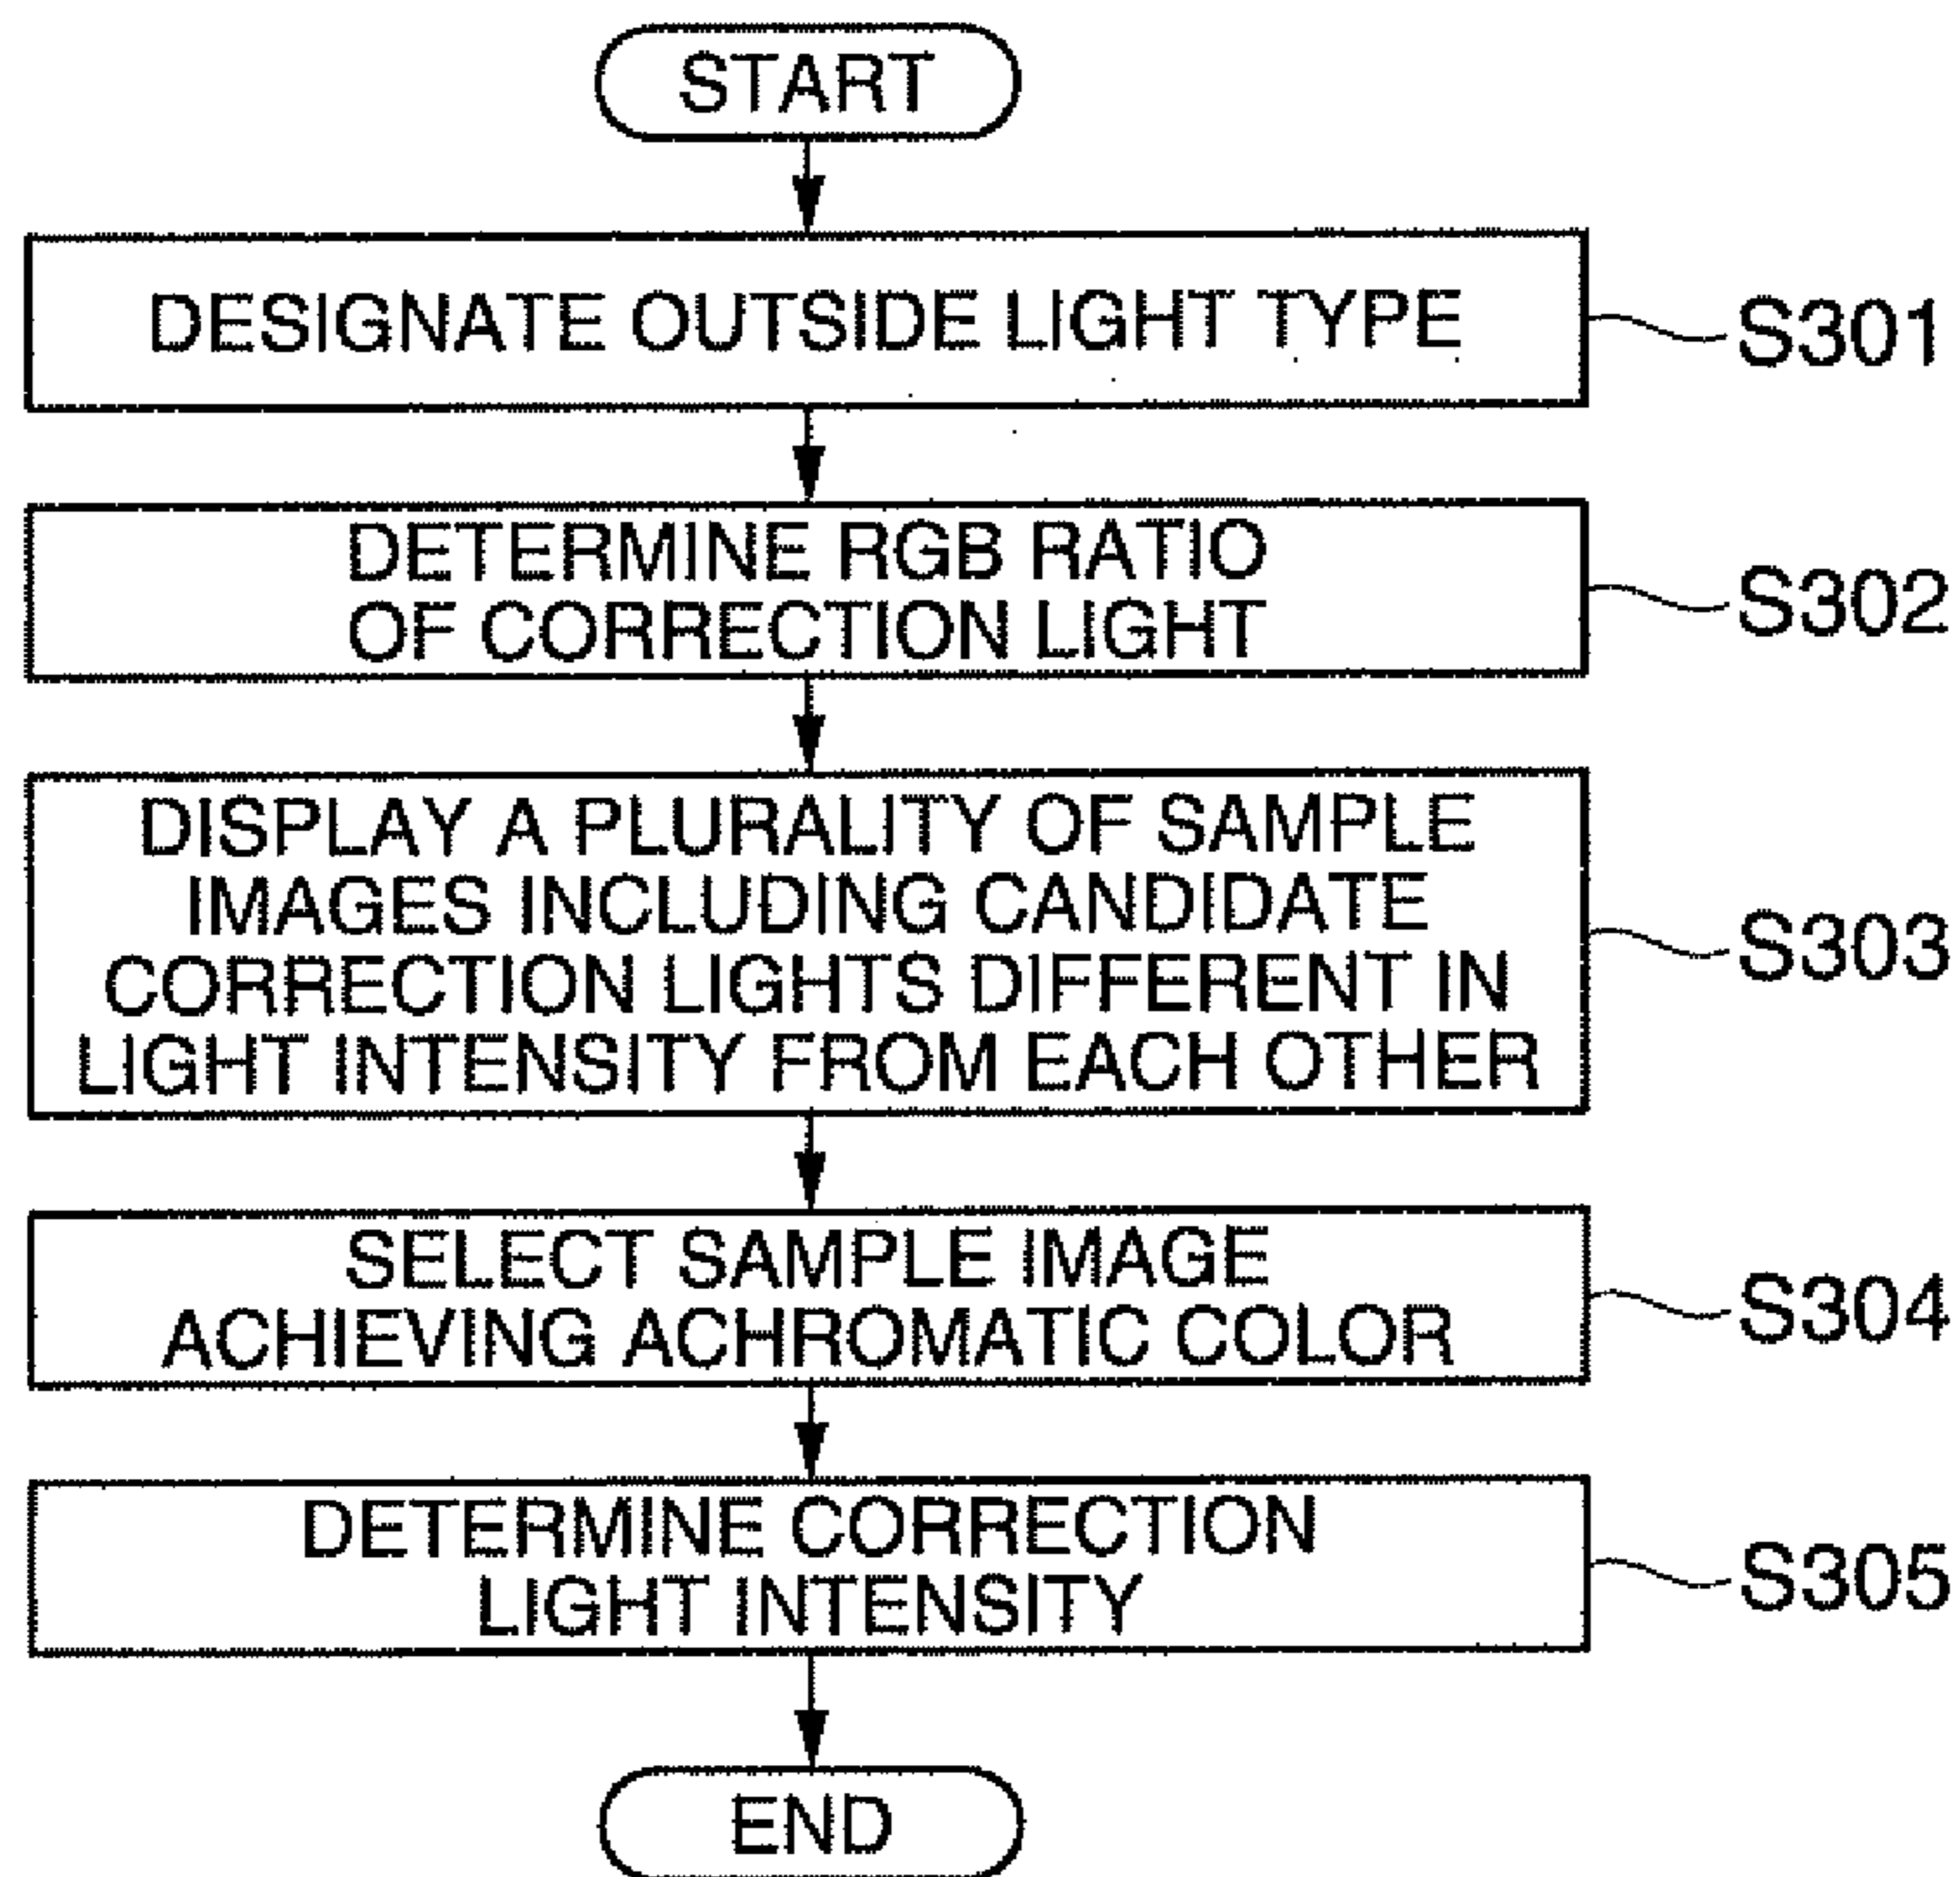 START
DESIGNATE OUTSIDE LIGHT TYPE
S301
DETERMINE RGB RATIO
OF CORRECTION LIGHT
S302
DISPLAY A PLURALITY OF SAMPLE
IMAGES INCLUDING CANDIDATE
CORRECTION LIGHTS DIFFERENT IN
LIGHT INTENSITY FROM EACH OTHER
S303
SELECT SAMPLE IMAGE
ACHIEVING ACHROMATIC COLOR
S304
DETERMINE CORRECTION
LIGHT INTENSITY
S305
END